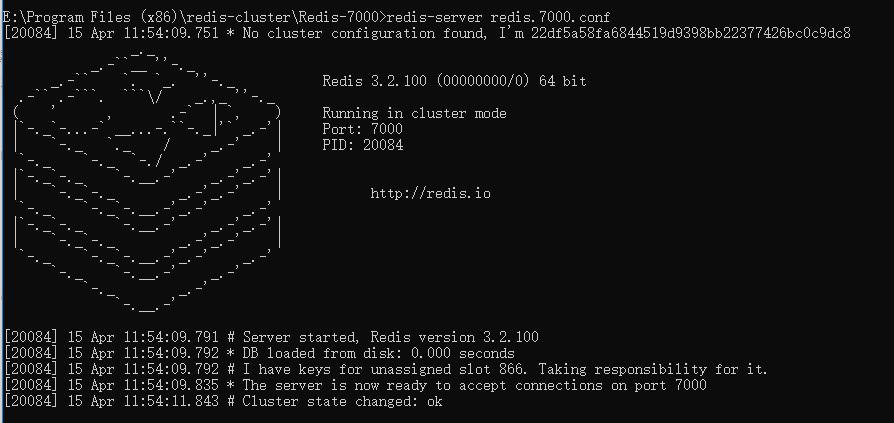 E:\Program Files (x86)\redis-cluster\Redis-7000>redis-server redis.7000.conf
[20084] 15 Apr 11:54:09.751 * No cluster configuration found, I'm 22df5a58fa6844519d9398bb22377426bc0c9dc8
Redis 3.2.100 (00000000/0) 64 bit
Running in cluster mode
Port: 7000
PID: 20084
http://redis.io
[20084] 15 Apr 11:54:09.791 # Server started, Redis version 3.2.100
[20084] 15 Apr 11:54:09.792 * DB loaded from disk: 0.000 seconds
[20084] 15 Apr 11:54:09.792 # I have keys for unassigned slot 866. Taking responsibility for it.
[20084] 15 Apr 11:54:09.835 * The server is now ready to accept connections on port 7000
[20084] 15 Apr 11:54:11.843 # Cluster state changed: ok